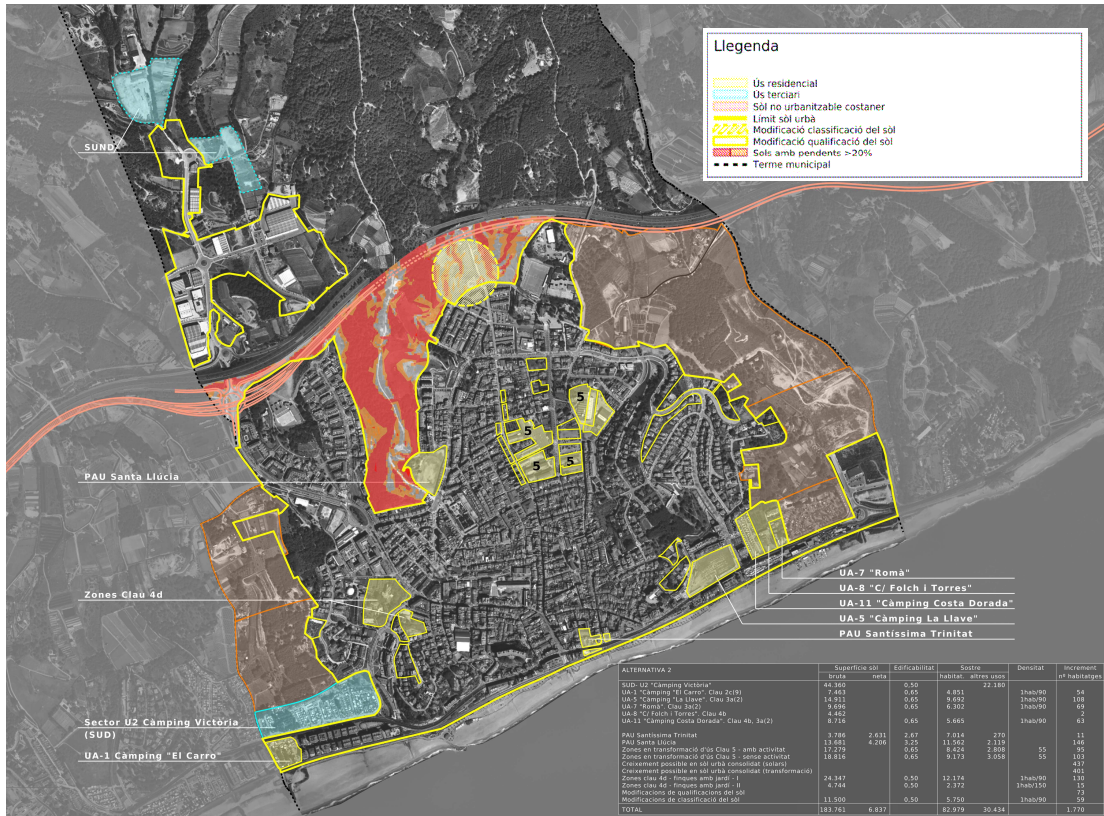 Llegenda
Ús residencial
Ús terciari
Sòl no urbanitzable costaner
Límit sòl urbà
Modificació classificació del sòl
Modificació qualificació del sòl
Sols amb pendents >20%
Terme municipal
SUND
5
5
5
5
PAU Santa Llúcia
Zones Clau 4d
Sector U2 Càmping Victòria
(SUD)
UA-1 Càmping "El Carro"
UA-7 "Romà"
UA-8 "C/ Folch i Torres"
UA-11 "Càmping Costa Dorada"
UA-5 "Càmping La Llave"
PAU Santíssima Trinitat
ALTERNATIVA 2 Superfície sòl Edificabilitat Sostre Densitat Increment
bruta neta habitat. altres usos nº habitatges
SUD- U2 "Càmping Victòria" 44.360 0,50 22.180
UA-1 "Càmping "El Carro". Clau 2c(9) 7.463 0,65 4.851 1hab/90 54
UA-5 "Càmping "La Llave". Clau 3a(2) 14.911 0,65 9.692 1hab/90 108
UA-7 "Romà". Clau 3a(2) 9.696 0,65 6.302 1hab/90 69
UA-8 "C/ Folch i Torres". Clau 4b 4.462 2
UA-11 "Càmping Costa Dorada". Clau 4b, 3a(2) 8.716 0,65 5.665 1hab/90 63
PAU Santíssima Trinitat 3.786 2.631 2,67 7.014 270 11
PAU Santa Llúcia 13.681 4.206 3,25 11.562 2.119 146
Zones en transformació d'ús Clau 5 - amb activitat 17.279 0,65 8.424 2.808 55 95
Zones en transformació d'ús Clau 5 - sense activitat 18.816 0,65 9.173 3.058 55 103
Creixement possible en sòl urbà consolidat (solars) 437
Creixement possible en sòl urbà consolidat (transformació) 401
Zones clau 4d - finques amb jardí - I 24.347 0,50 12.174 1hab/90 130
Zones clau 4d - finques amb jardí - II 4.744 0,50 2.372 1hab/150 15
Modificacions de qualificacions del sòl 73
Modificacions de classificació del sòl 11.500 0,50 5.750 1hab/90 59
TOTAL 183.761 6.837 82.979 30.434 1.770